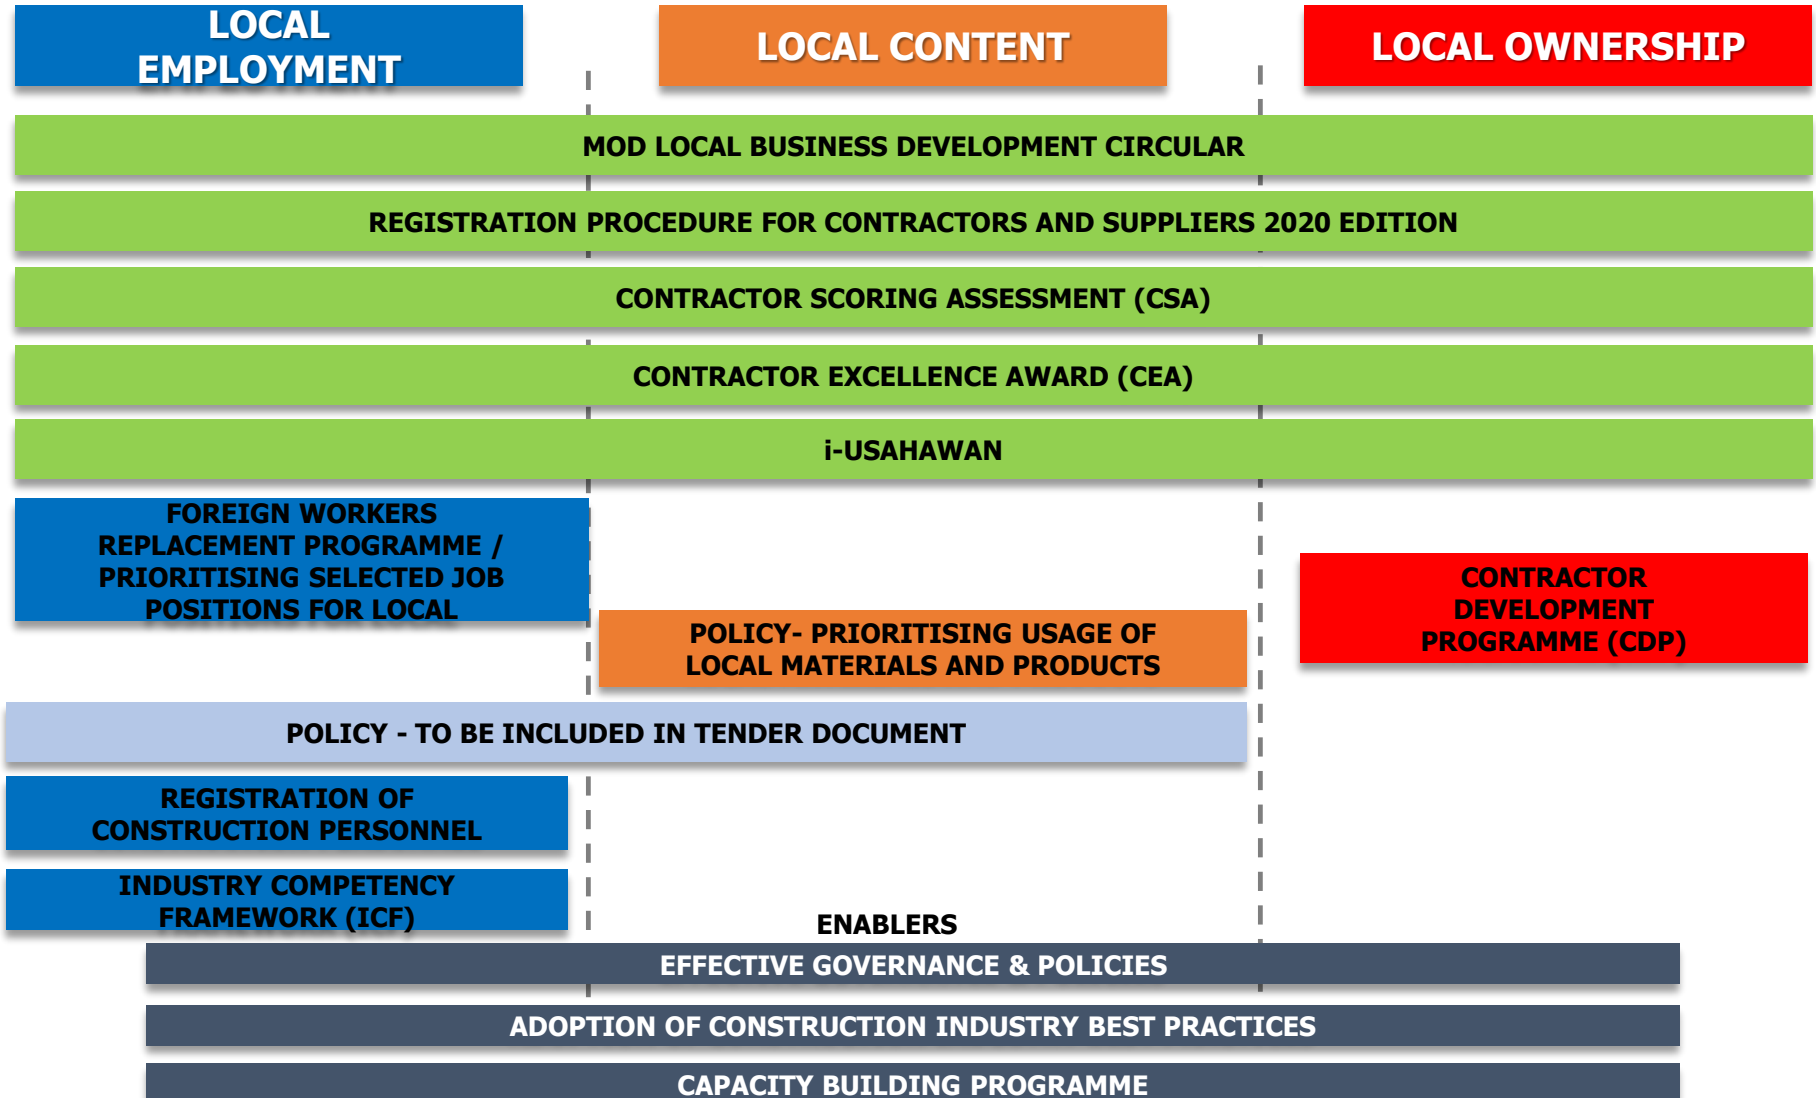 LOCAL
EMPLOYMENT
LOCAL CONTENT
LOCAL OWNERSHIP
MOD LOCAL BUSINESS DEVELOPMENT CIRCULAR
REGISTRATION PROCEDURE FOR CONTRACTORS AND SUPPLIERS 2020 EDITION
CONTRACTOR SCORING ASSESSMENT (CSA)
CONTRACTOR EXCELLENCE AWARD (CEA)
i-USAHAWAN
FOREIGN WORKERS
REPLACEMENT PROGRAMME /
PRIORITISING SELECTED JOB
POSITIONS FOR LOCAL
POLICY- PRIORITISING USAGE OF
LOCAL MATERIALS AND PRODUCTS
CONTRACTOR
DEVELOPMENT
PROGRAMME (CDP)
POLICY - TO BE INCLUDED IN TENDER DOCUMENT
REGISTRATION OF
CONSTRUCTION PERSONNEL
INDUSTRY COMPETENCY
FRAMEWORK (ICF)
ENABLERS
EFFECTIVE GOVERNANCE & POLICIES
ADOPTION OF CONSTRUCTION INDUSTRY BEST PRACTICES
CAPACITY BUILDING PROGRAMME